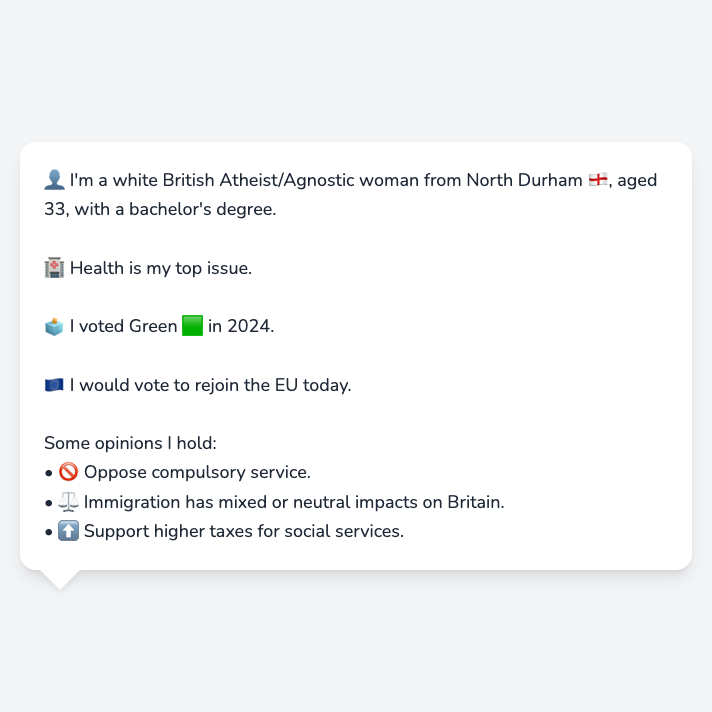 👤 I'm a white British Atheist/Agnostic woman from North Durham 🏴󠁧󠁢󠁥󠁮󠁧󠁿, aged
33, with a bachelor's degree.
🏥 Health is my top issue.
🗳️ I voted Green 🟩 in 2024.
🇪🇺 I would vote to rejoin the EU today.
Some opinions I hold:
• 🚫 Oppose compulsory service.
• ⚖️ Immigration has mixed or neutral impacts on Britain.
• ⬆️ Support higher taxes for social services.